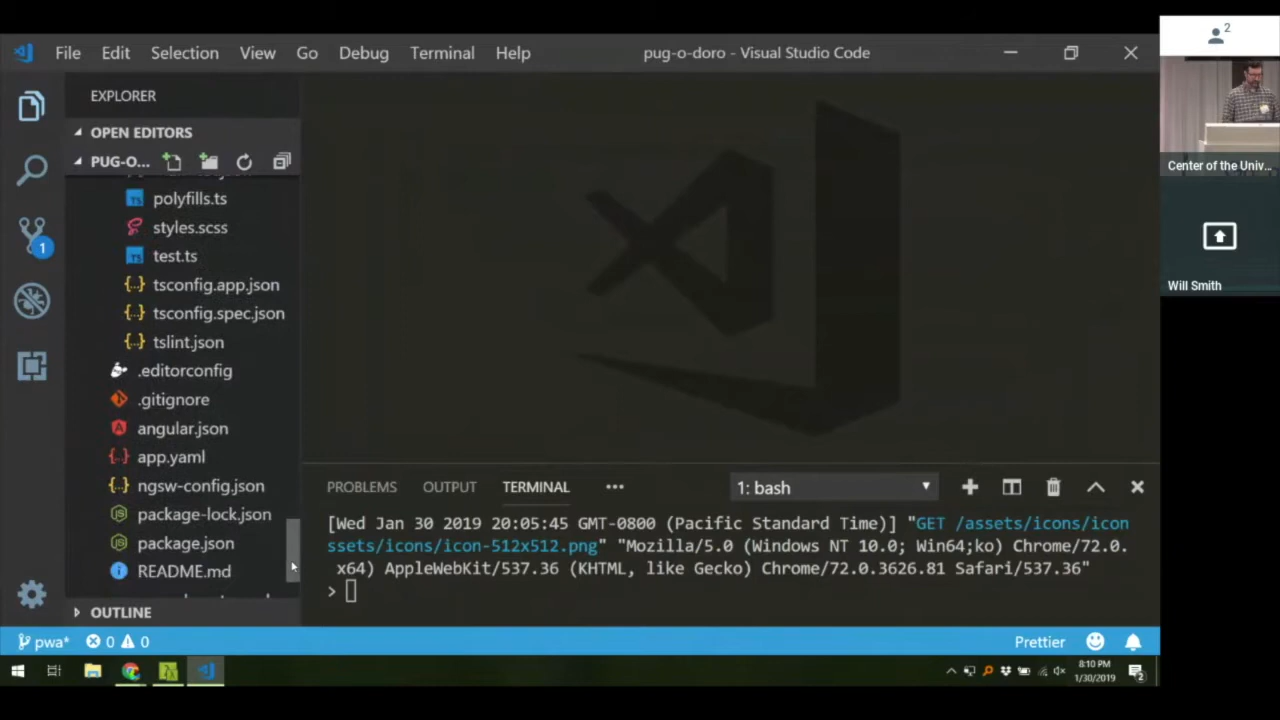 File Edit Selection View Go Debug Terminal Help
pug-o-doro - Visual Studio Code
2
EXPLORER
OPEN EDITORS
PUG-O...
polyfills.ts
styles.scss
test.ts
tsconfig.app.json
tsconfig.spec.json
tslint.json
.editorconfig
.gitignore
angular.json
app.yaml
ngsw-config.json
package-lock.json
package.json
README.md
OUTLINE
PROBLEMS OUTPUT TERMINAL ... 1: bash
[Wed Jan 30 2019 20:05:45 GMT-0800 (Pacific Standard Time)] "GET /assets/icons/icon
ssets/icons/icon-512x512.png" "Mozilla/5.0 (Windows NT 10.0; Win64;ko) Chrome/72.0.
x64) AppleWebKit/537.36 (KHTML, like Gecko) Chrome/72.0.3626.81 Safari/537.36"
>
1
pwa* 0 0 Prettier
8:10 PM
1/30/2019
2
Center of the Univ...
Will Smith